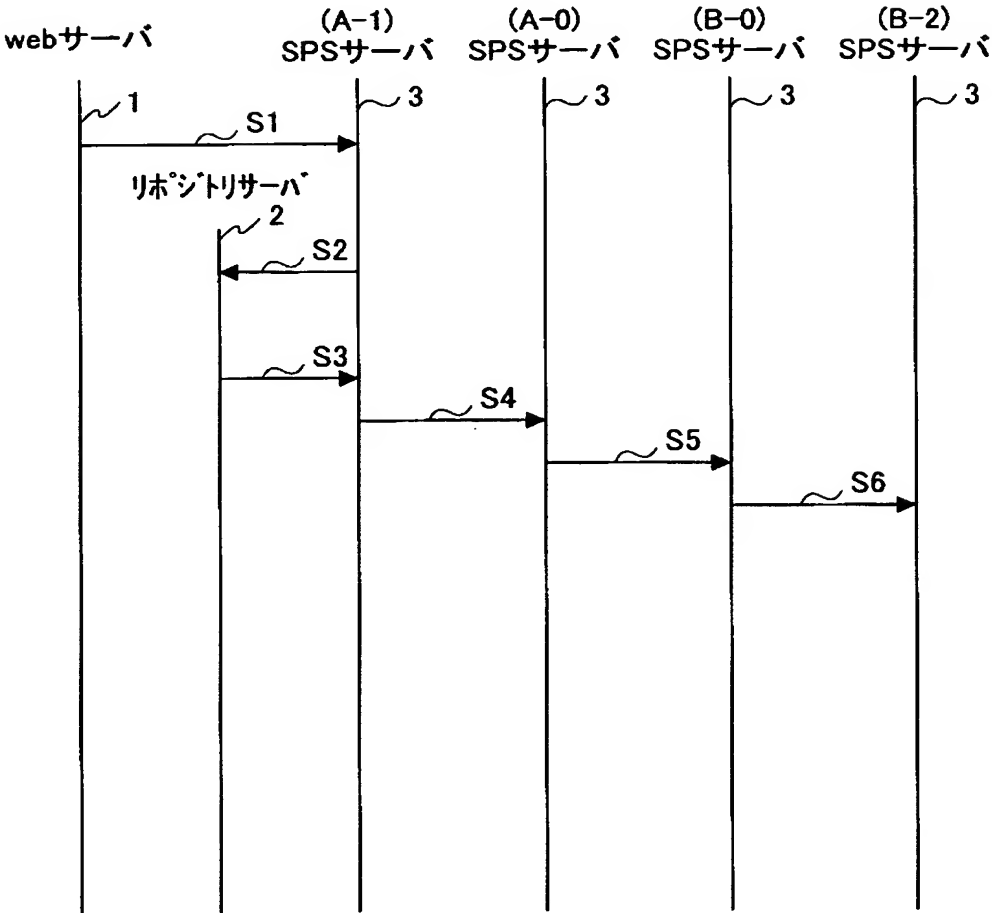 webサーバ
(A-1)
SPSサーバ
(A-0)
SPSサーバ
(B-0)
SPSサーバ
(B-2)
SPSサーバ
1
3
3
3
3
S1
リポジトリサーバ
2
S2
S3
S4
S5
S6